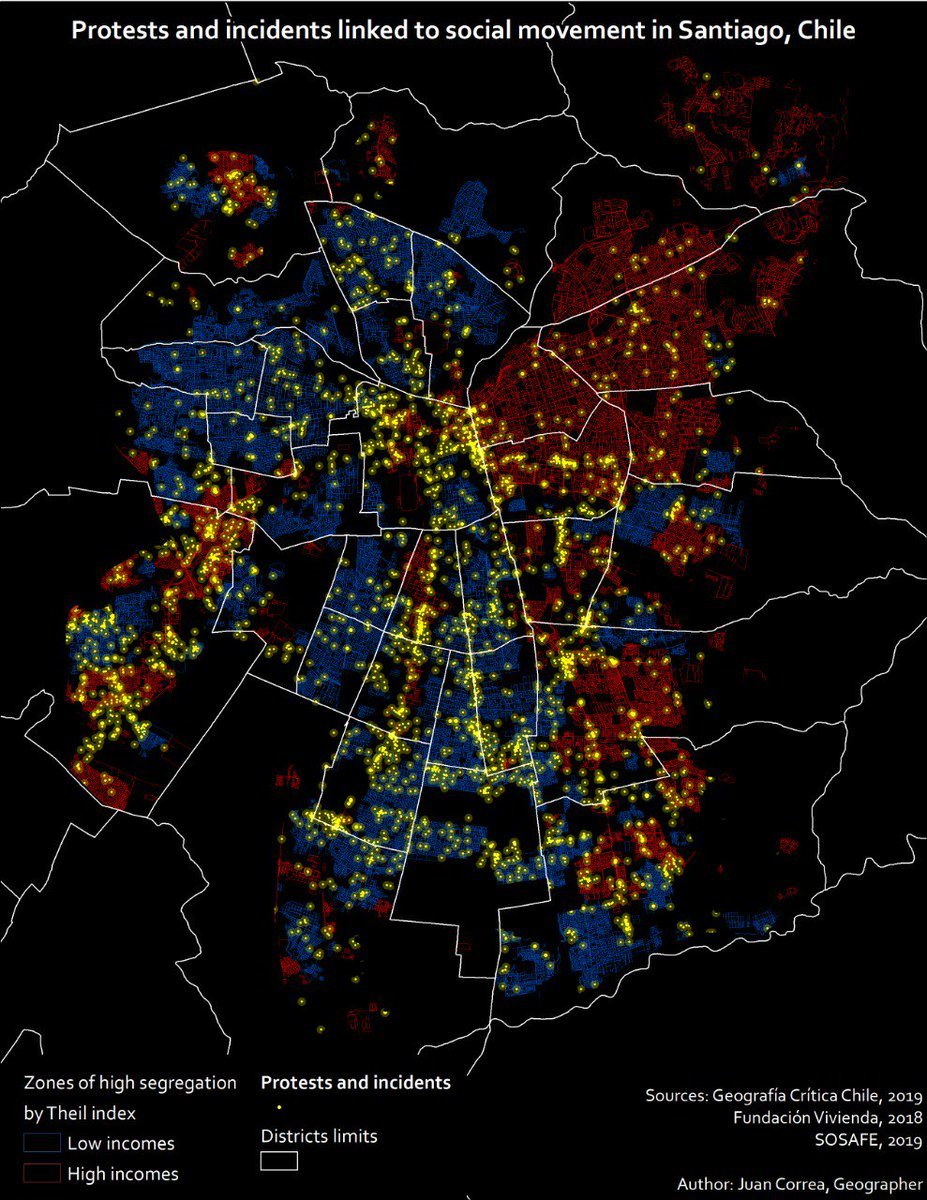 Protests and incidents linked to social movement in Santiago, Chile
Zones of high segregation
by Theil index
Low incomes
High incomes
Protests and incidents
Districts limits
Sources: Geografía Crítica Chile, 2019
Fundación Vivienda, 2018
SOSAFE, 2019
Author: Juan Correa, Geographer